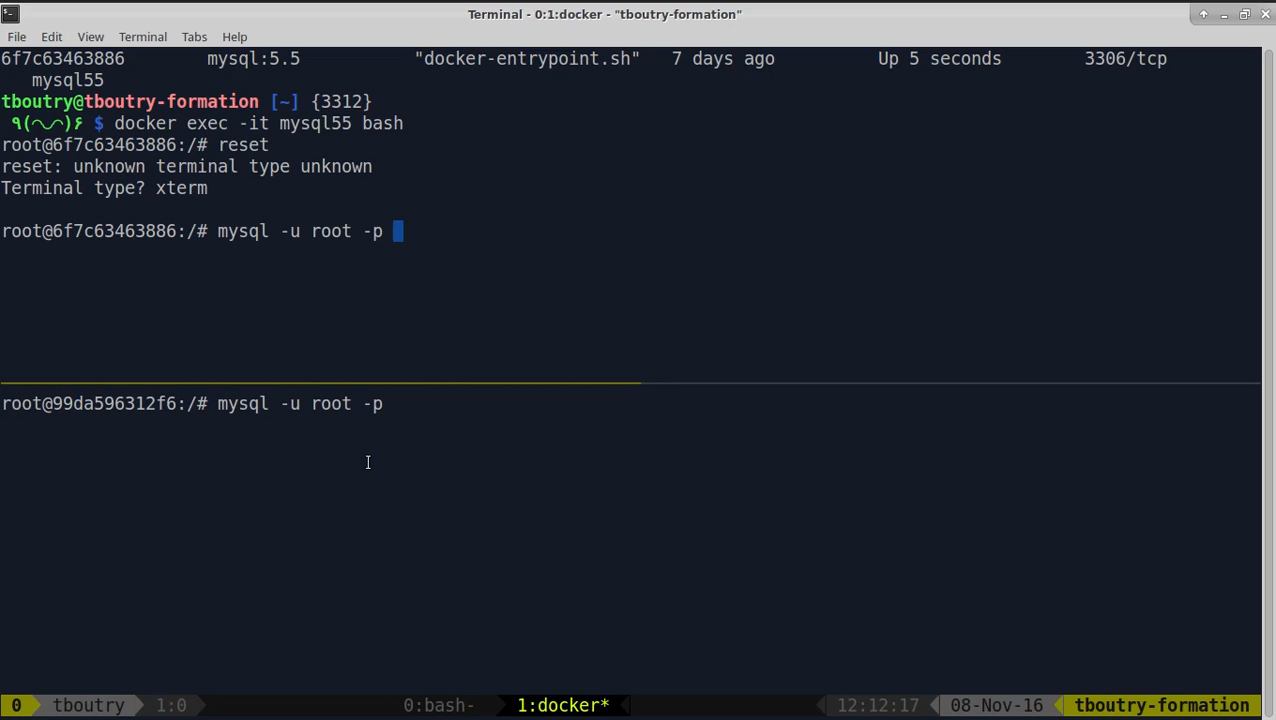 Terminal - 0:1:docker - "tboutry-formation"
File Edit View Terminal Tabs Help
6f7c63463886 mysql:5.5 "docker-entrypoint.sh" 7 days ago Up 5 seconds 3306/tcp
mysql55
tboutry@tboutry-formation [~] {3312}
٩(◠◡◠)۶ $ docker exec -it mysql55 bash
root@6f7c63463886:/# reset
reset: unknown terminal type unknown
Terminal type? xterm
root@6f7c63463886:/# mysql -u root -p
root@99da596312f6:/# mysql -u root -p
0 tboutry 1:0 0:bash- 1:docker* 12:12:17 08-Nov-16 tboutry-formation